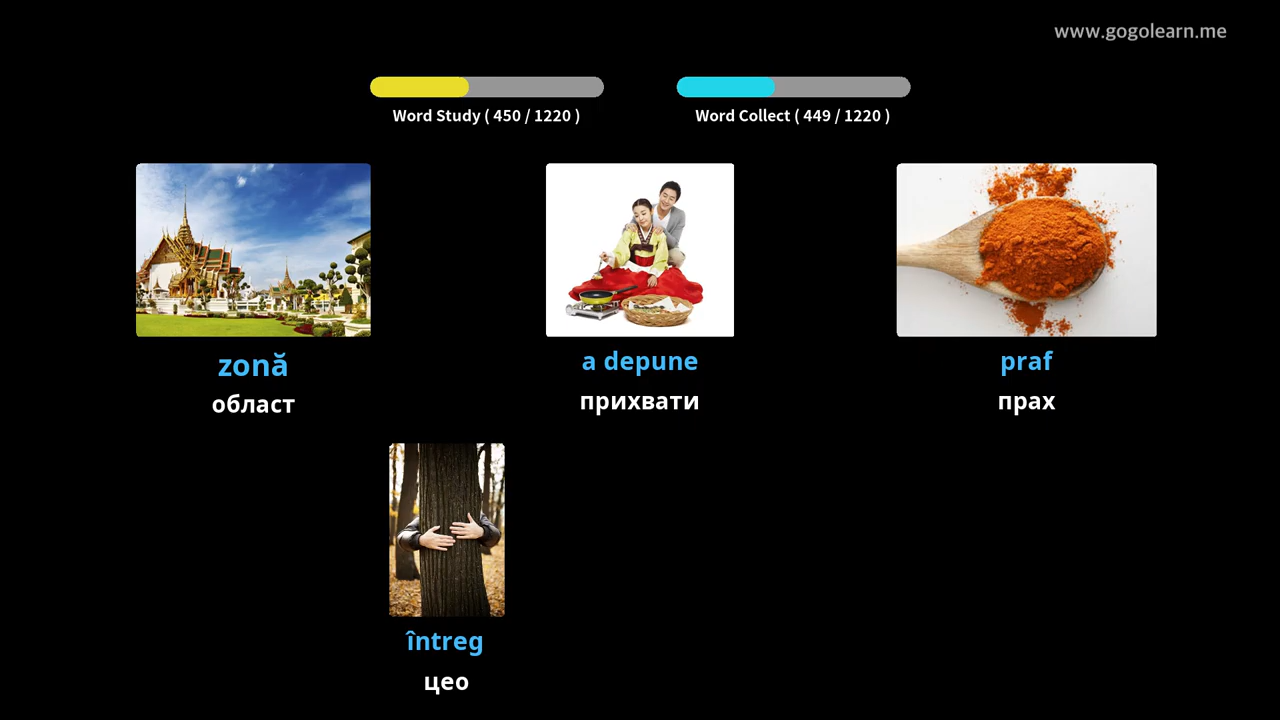 www.gogolearn.me
Word Study ( 450 / 1220 )
Word Collect ( 449 / 1220 )
zonă
област
a depune
прихвати
praf
прах
întreg
цео